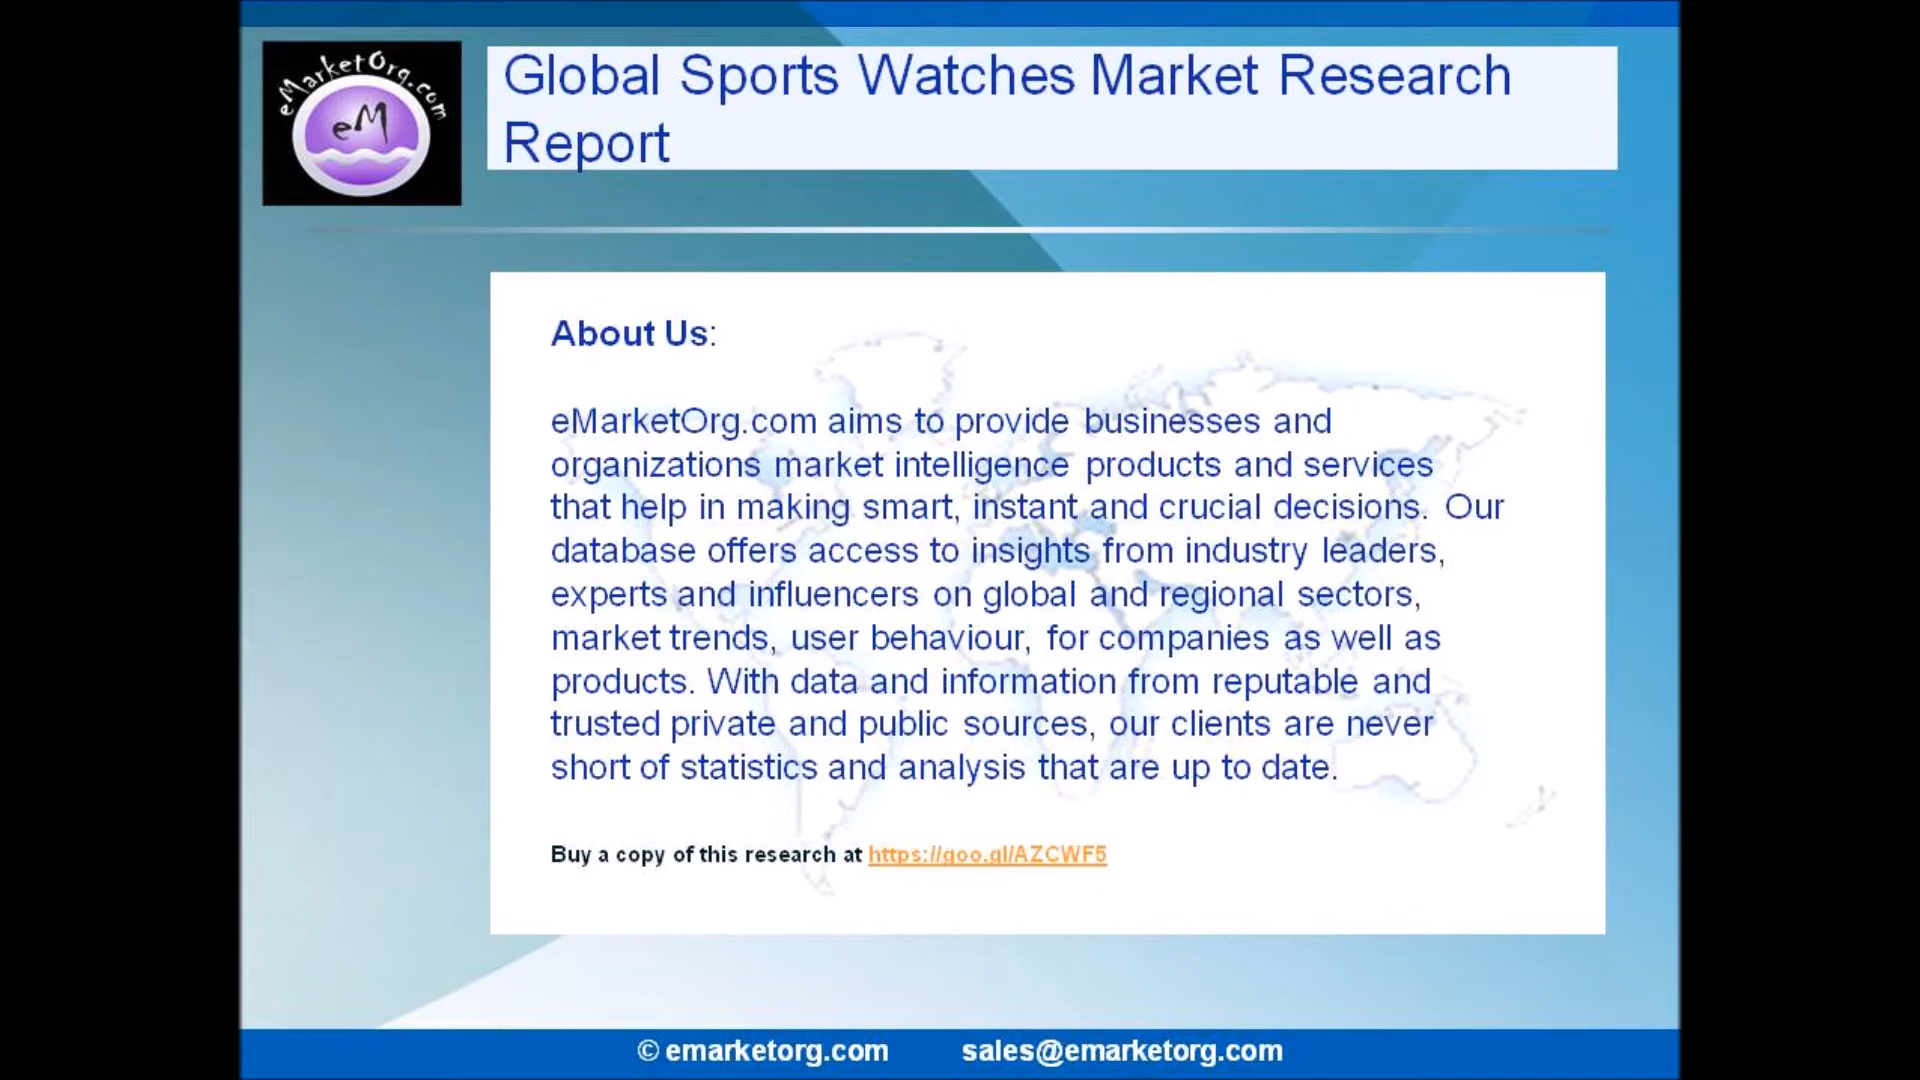 eMarketOrg.com
eM
Global Sports Watches Market Research
Report
About Us:
eMarketOrg.com aims to provide businesses and
organizations market intelligence products and services
that help in making smart, instant and crucial decisions. Our
database offers access to insights from industry leaders,
experts and influencers on global and regional sectors,
market trends, user behaviour, for companies as well as
products. With data and information from reputable and
trusted private and public sources, our clients are never
short of statistics and analysis that are up to date.
Buy a copy of this research at https://goo.gl/AZCWF5
© emarketorg.com sales@emarketorg.com